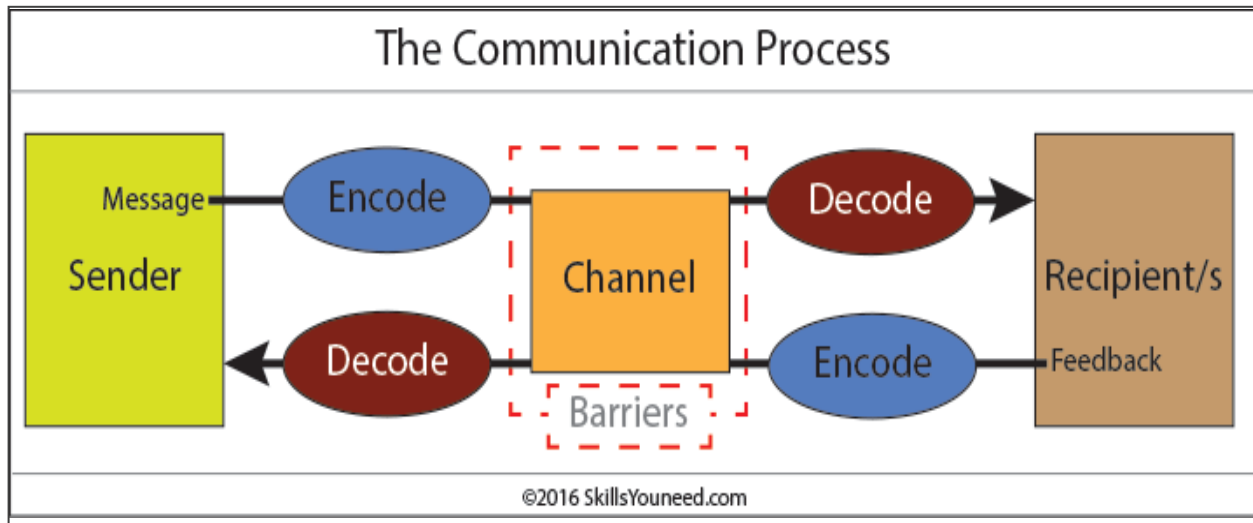 The Communication Process
Message
Encode
Decode
Sender
Channel
Recipient/s
Decode
Encode
Feedback
Barriers
©2016 SkillsYouneed.com